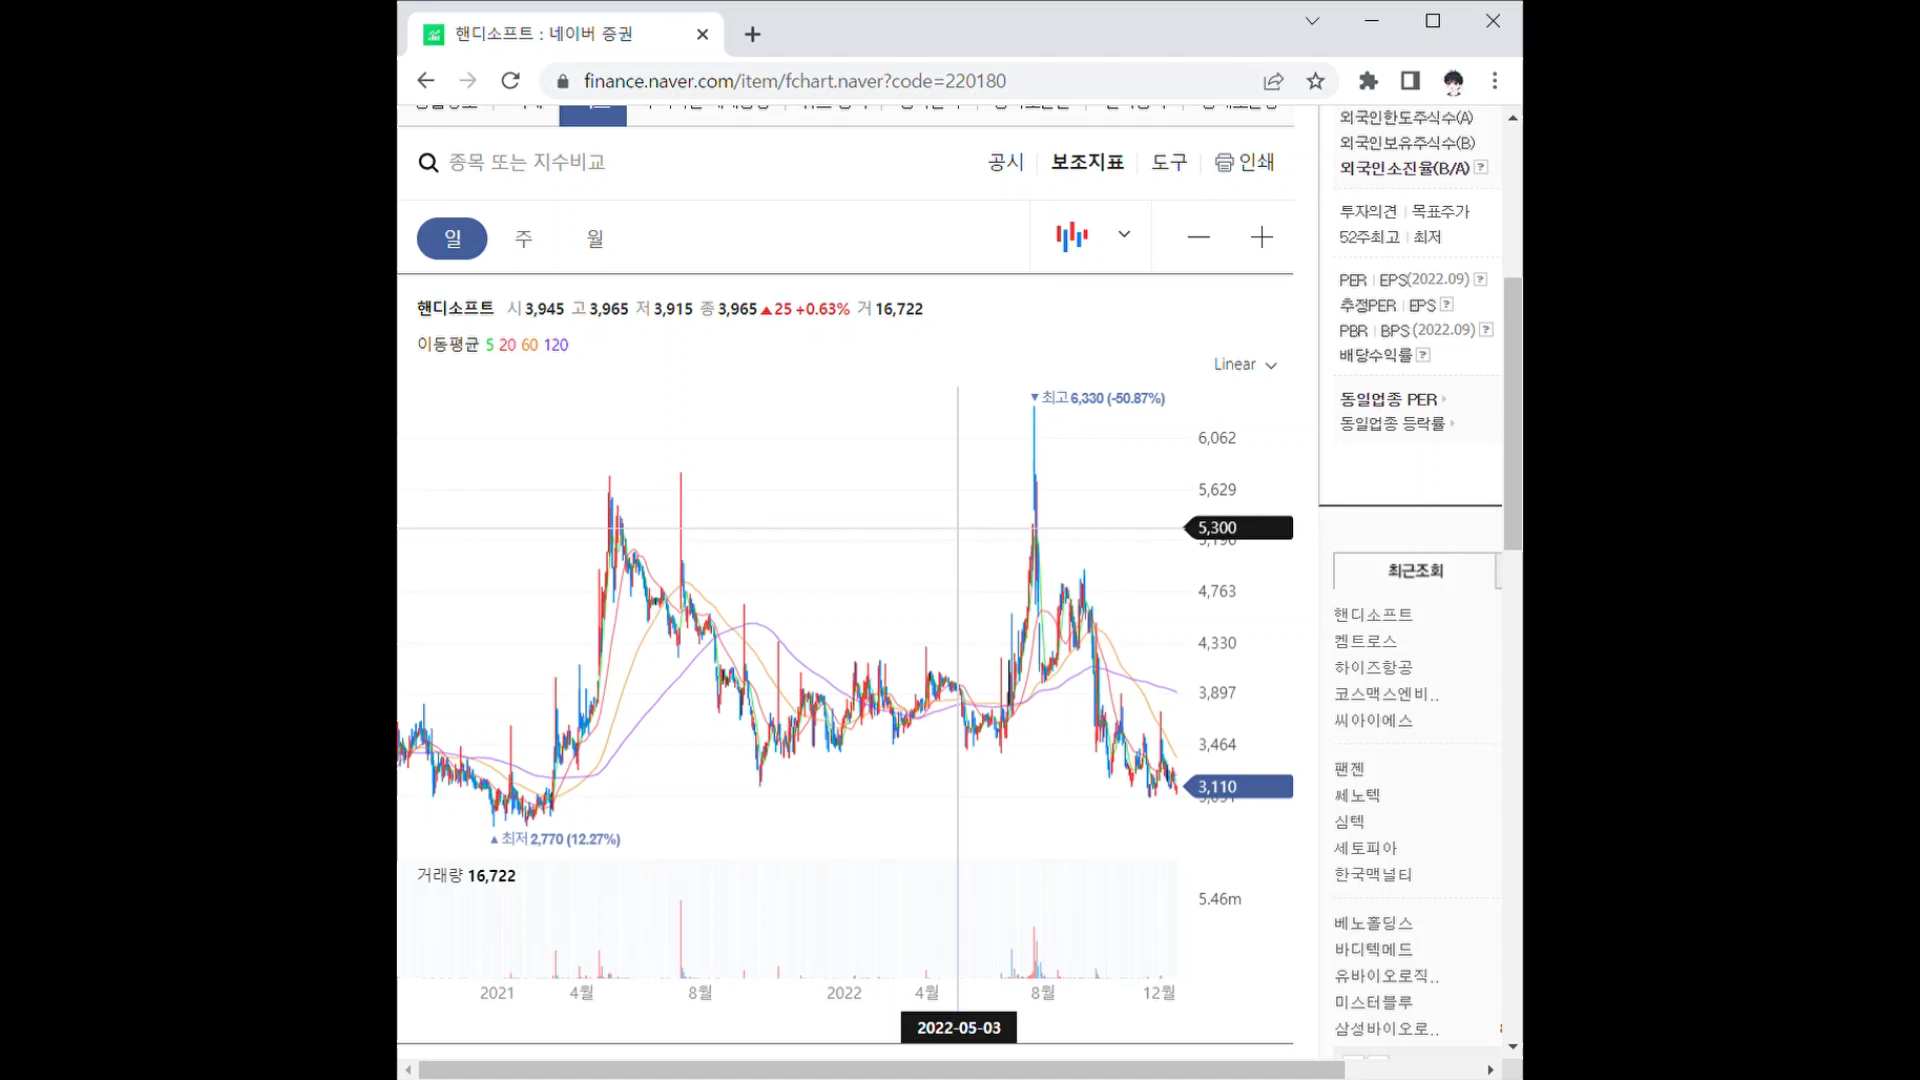 핸디소프트 : 네이버 증권
finance.naver.com/item/fchart.naver?code=220180
종목 또는 지수비교
공시 보조지표 도구 인쇄
일 주 월
핸디소프트 시 3,945 고 3,965 저 3,915 종 3,965 ▲25 +0.63% 거 16,722
이동평균 5 20 60 120
Linear
▼최고 6,330 (-50.87%)
6,062
5,629
5,300
4,763
4,330
3,897
3,464
3,110
▲최저 2,770 (12.27%)
거래량 16,722
5.46m
2021 4월 8월 2022 4월 8월 12월
2022-05-03
외국인한도주식수(A)
외국인보유주식수(B)
외국인소진율(B/A) ?
투자의견 | 목표주가
52주최고 | 최저
PER | EPS(2022.09) ?
추정PER | EPS ?
PBR | BPS (2022.09) ?
배당수익률 ?
동일업종 PER
동일업종 등락률
최근조회
핸디소프트
켐트로스
하이즈항공
코스맥스엔비..
씨아이에스
팬젠
쎄노텍
심텍
세토피아
한국맥널티
베노홀딩스
바디텍메드
유바이오로직..
미스터블루
삼성바이오로..